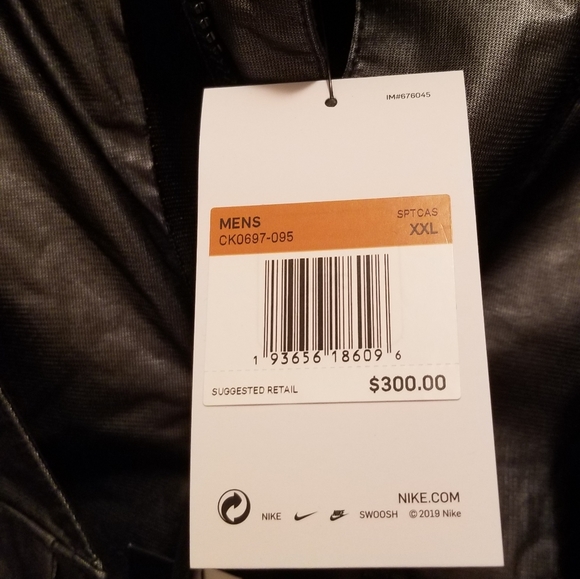 IM#676045
MENS SPTCAS
CK0697-095 XXL
1 93656 18609 6
SUGGESTED RETAIL $300.00
NIKE.COM
NIKE SWOOSH ©2019 Nike